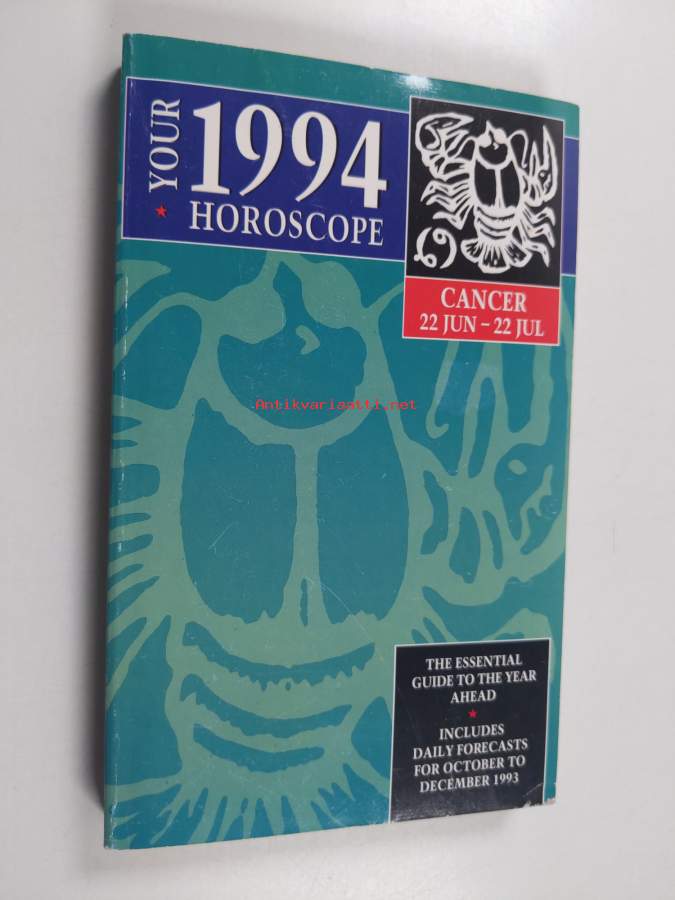 YOUR
1994
HOROSCOPE
CANCER
22 JUN – 22 JUL
Antikvariaatti.net
THE ESSENTIAL
GUIDE TO THE YEAR
AHEAD
INCLUDES
DAILY FORECASTS
FOR OCTOBER TO
DECEMBER 1993